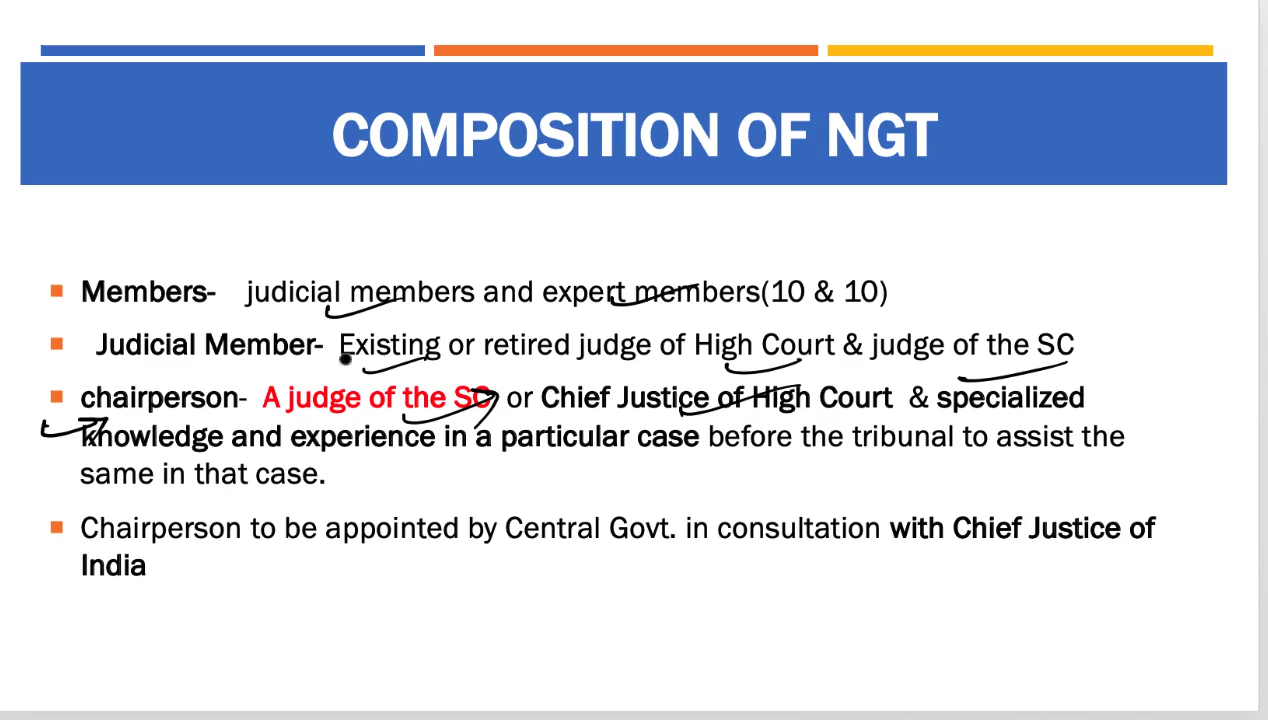 COMPOSITION OF NGT
Members- judicial members and expert members(10 & 10)
Judicial Member- Existing or retired judge of High Court & judge of the SC
chairperson- A judge of the SC or Chief Justice of High Court & specialized
knowledge and experience in a particular case before the tribunal to assist the
same in that case.
Chairperson to be appointed by Central Govt. in consultation with Chief Justice of
India